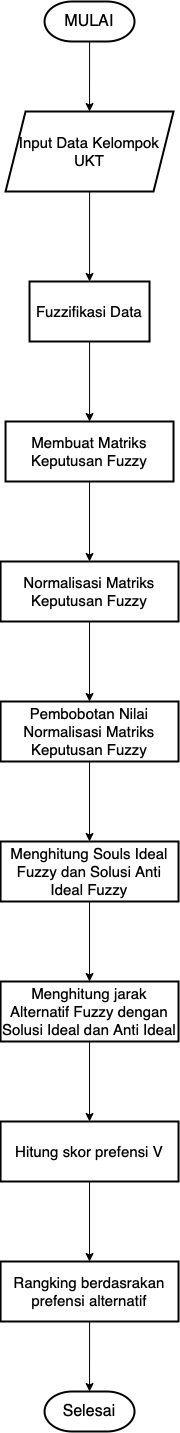 MULAI
Input Data Kelompok
UKT
Fuzzifikasi Data
Membuat Matriks
Keputusan Fuzzy
Normalisasi Matriks
Keputusan Fuzzy
Pembobotan Nilai
Normalisasi Matriks
Keputusan Fuzzy
Menghitung Souls Ideal
Fuzzy dan Solusi Anti
Ideal Fuzzy
Menghitung jarak
Alternatif Fuzzy dengan
Solusi Ideal dan Anti Ideal
Hitung skor prefensi V
Rangking berdasrakan
prefensi alternatif
Selesai